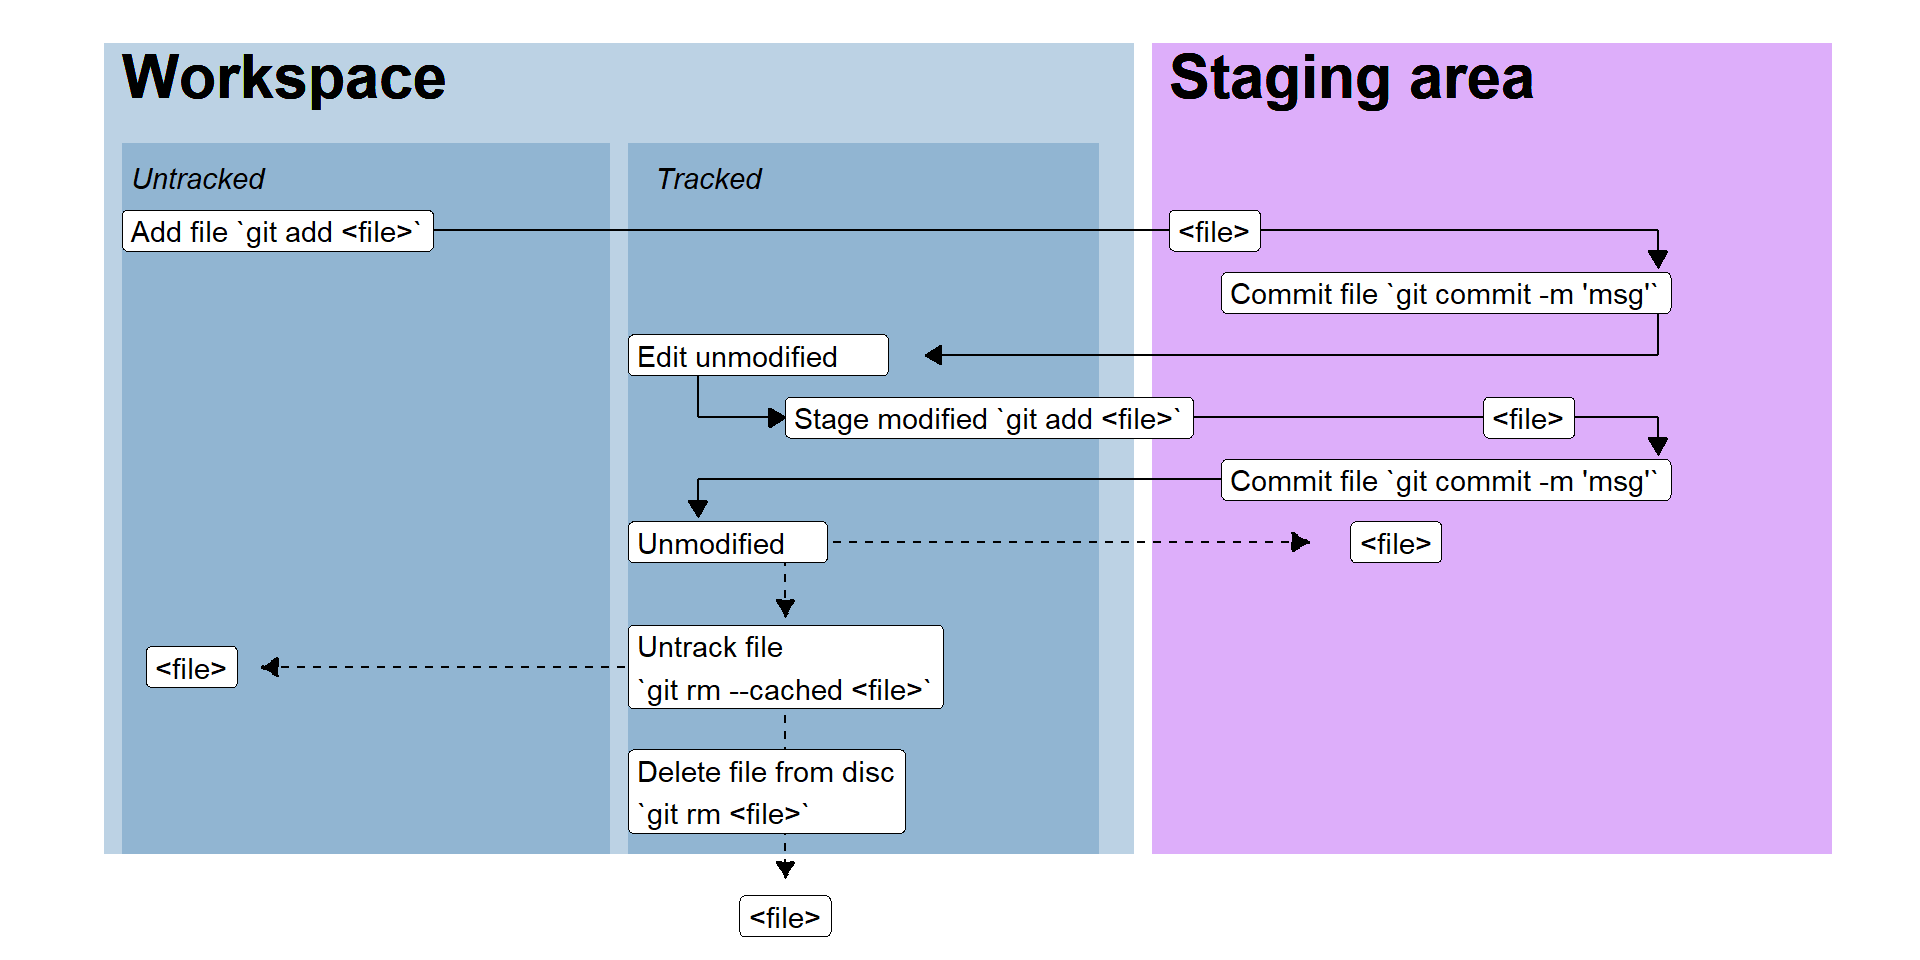 Workspace
Staging area
Untracked
Tracked
Add file `git add <file>`
<file>
Commit file `git commit -m 'msg'`
Edit unmodified
Stage modified `git add <file>`
<file>
Commit file `git commit -m 'msg'`
Unmodified
<file>
Untrack file
`git rm --cached <file>`
<file>
Delete file from disc
`git rm <file>`
<file>